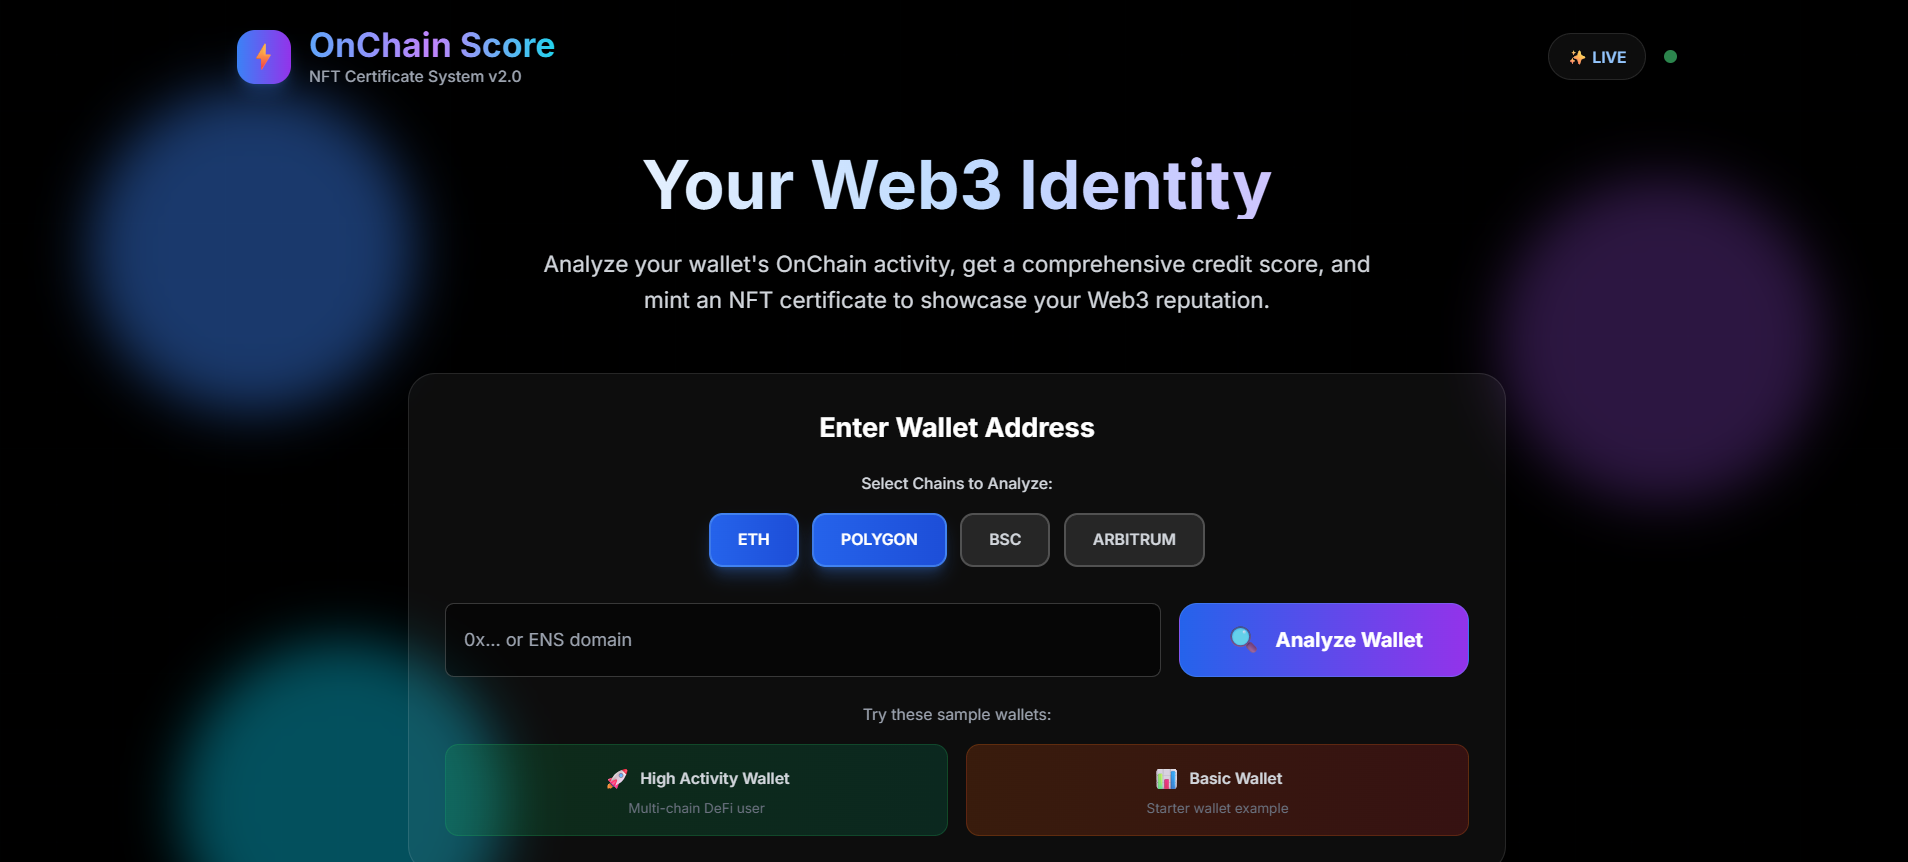 OnChain Score
NFT Certificate System v2.0
✨ LIVE
Your Web3 Identity
Analyze your wallet's OnChain activity, get a comprehensive credit score, and
mint an NFT certificate to showcase your Web3 reputation.
Enter Wallet Address
Select Chains to Analyze:
ETH
POLYGON
BSC
ARBITRUM
0x... or ENS domain
🔍 Analyze Wallet
Try these sample wallets:
🚀 High Activity Wallet
Multi-chain DeFi user
📊 Basic Wallet
Starter wallet example